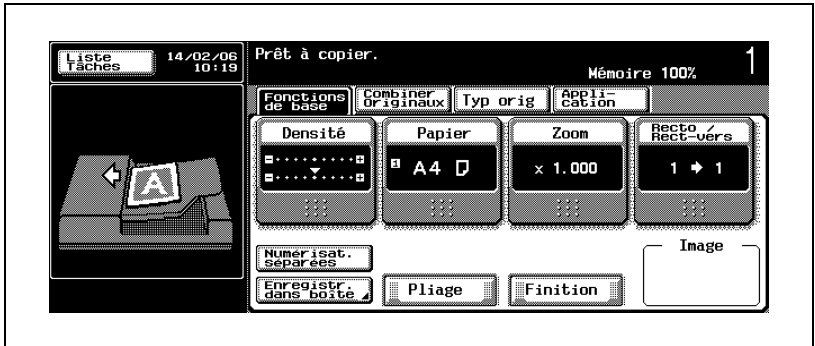 Liste
Tâches
14/02/06
10:19
Prêt à copier.
Mémoire 100%
1
Fonctions
de base
Combiner
Originaux
Typ orig
Appli-
cation
Densité
Papier
Zoom
Recto /
Rect-vers
1 A4
x 1.000
1 ➔ 1
A
Numérisat.
séparées
Enregistr.
dans boîte
Pliage
Finition
Image